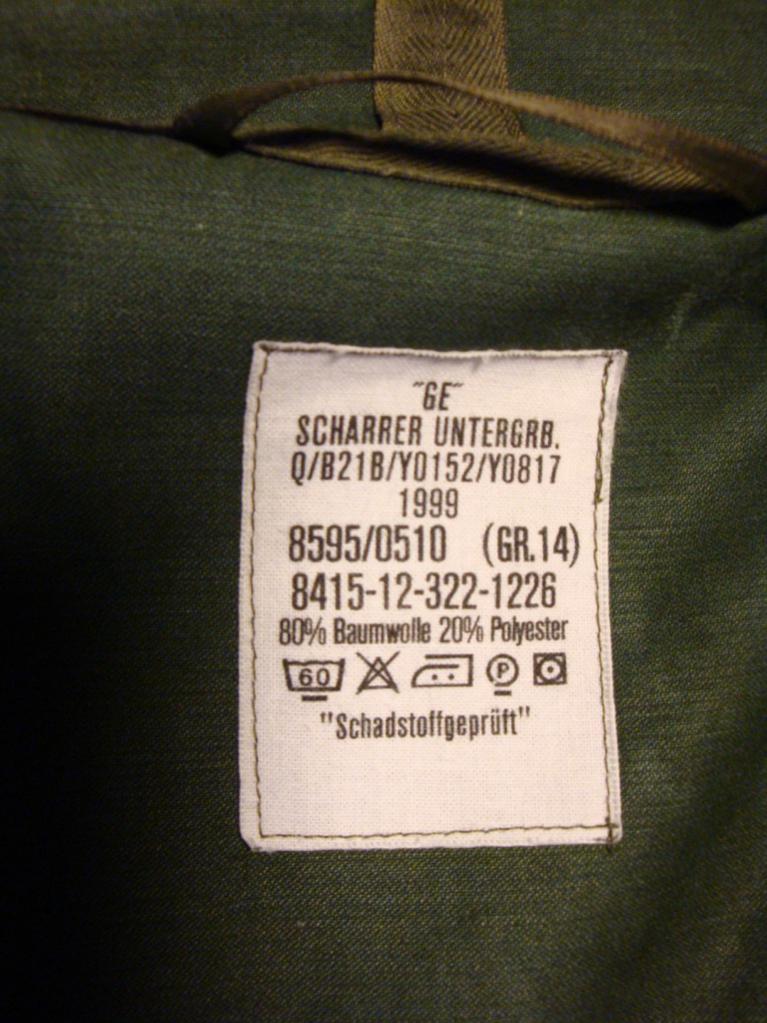 "GE"
SCHARRER UNTERGRB.
Q/B21B/Y0152/Y0817
1999
8595/0510 (GR.14)
8415-12-322-1226
80% Baumwolle 20% Polyester
60 P
"Schadstoffgeprüft"